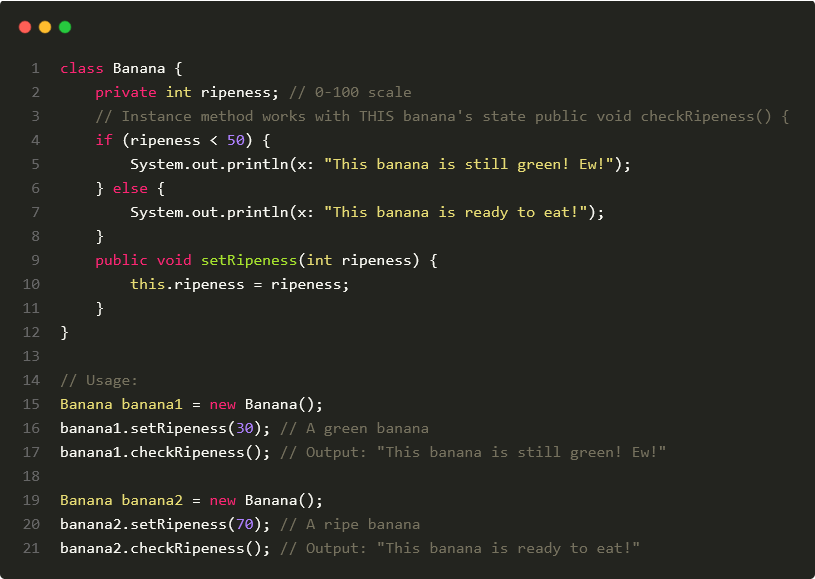 1 class Banana {
2 private int ripeness; // 0-100 scale
3 // Instance method works with THIS banana's state public void checkRipeness() {
4 if (ripeness < 50) {
5 System.out.println(x: "This banana is still green! Ew!");
6 } else {
7 System.out.println(x: "This banana is ready to eat!");
8 }
9 public void setRipeness(int ripeness) {
10 this.ripeness = ripeness;
11 }
12 }
13
14 // Usage:
15 Banana banana1 = new Banana();
16 banana1.setRipeness(30); // A green banana
17 banana1.checkRipeness(); // Output: "This banana is still green! Ew!"
18
19 Banana banana2 = new Banana();
20 banana2.setRipeness(70); // A ripe banana
21 banana2.checkRipeness(); // Output: "This banana is ready to eat!"